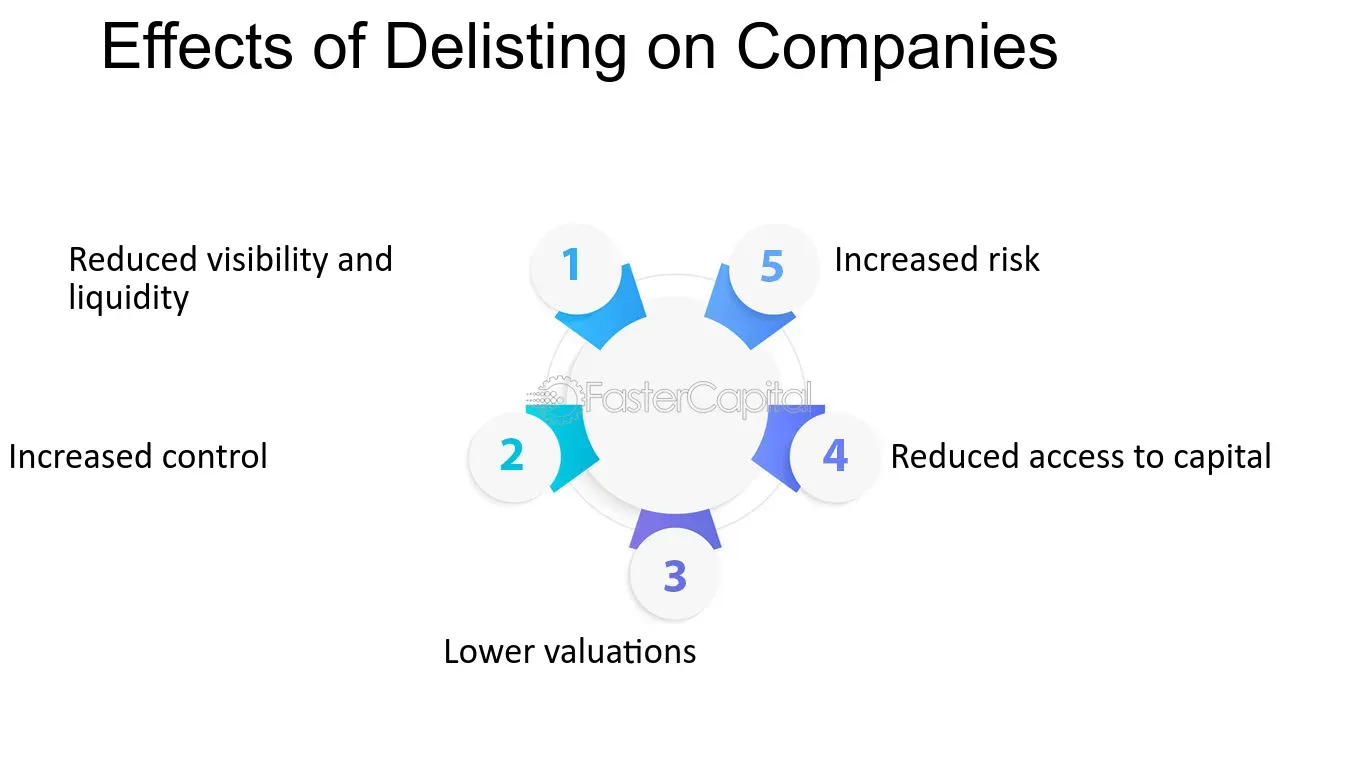 Effects of Delisting on Companies
1
Reduced visibility and
liquidity
5
Increased risk
FasterCapital
2
Increased control
4
Reduced access to capital
3
Lower valuations